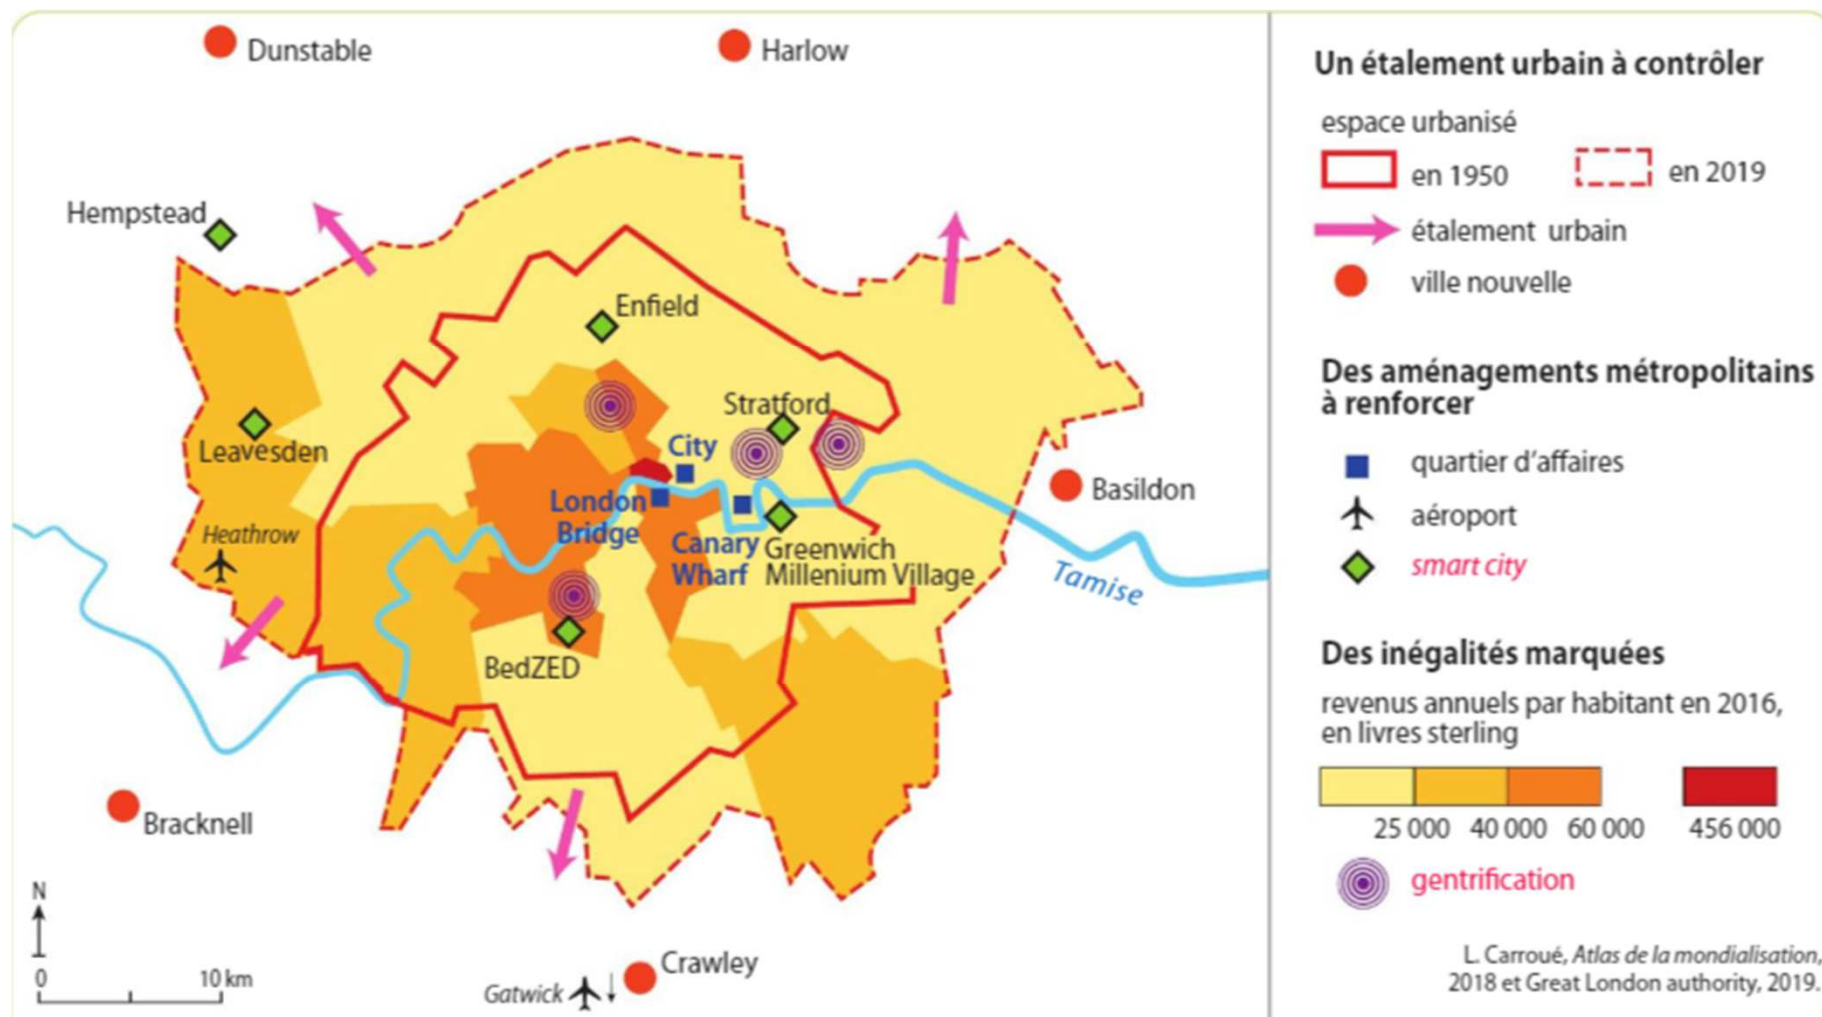 Dunstable
Harlow
Hempstead
Enfield
Stratford
Leavesden
City
London
Bridge
Heathrow
Canary
Wharf
Greenwich
Millenium Village
Basildon
Tamise
BedZED
Bracknell
Crawley
Gatwick
N
0
10 km
Un étalement urbain à contrôler
espace urbanisé
en 1950
en 2019
étalement urbain
ville nouvelle
Des aménagements métropolitains
à renforcer
quartier d'affaires
aéroport
smart city
Des inégalités marquées
revenus annuels par habitant en 2016,
en livres sterling
25 000 40 000 60 000 456 000
gentrification
L. Carroué, Atlas de la mondialisation,
2018 et Great London authority, 2019.